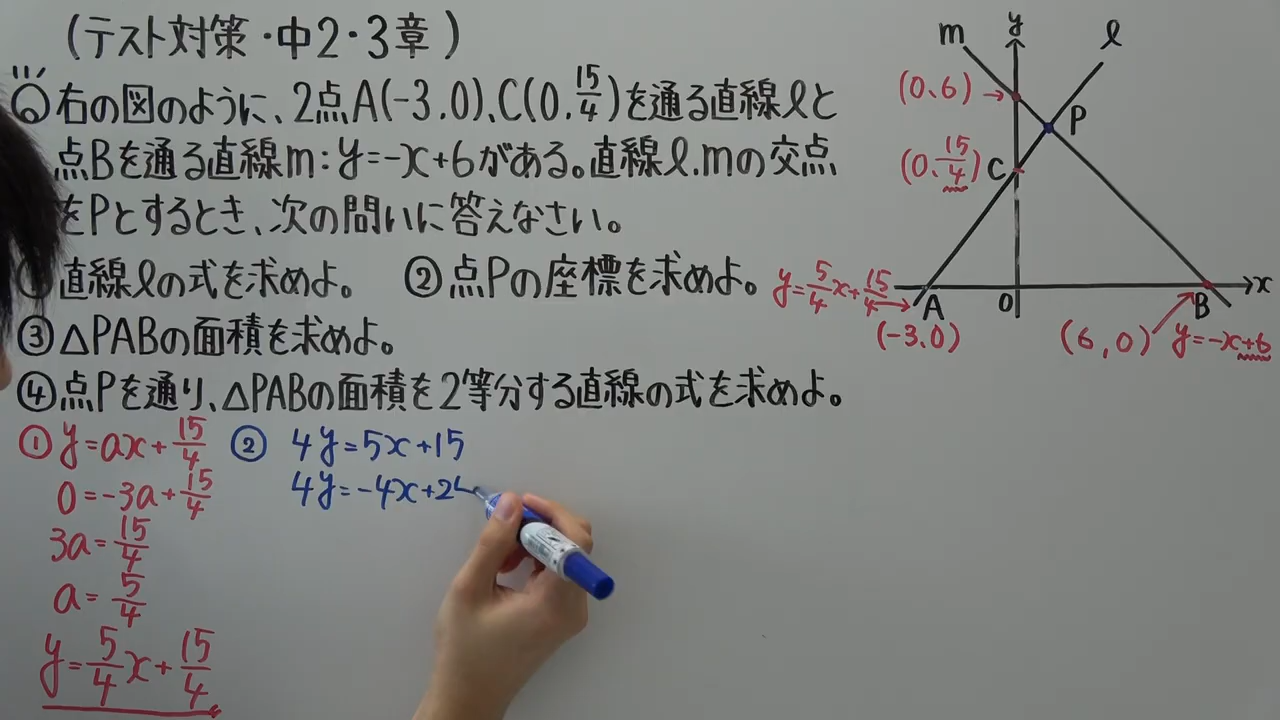 (テスト対策・中2・3章)
Q 右の図のように、2点A(-3,0)、C(0,15/4)を通る直線ℓと
点Bを通る直線m:y=-x+6がある。直線ℓ,mの交点
をPとするとき、次の問いに答えなさい。
① 直線ℓの式を求めよ。 ②点Pの座標を求めよ。
③△PABの面積を求めよ。
④点Pを通り、△PABの面積を2等分する直線の式を求めよ。
① y=ax+15/4
0=-3a+15/4
3a=15/4
a=5/4
y=5/4x+15/4
② 4y=5x+15
4y=-4x+24
m y ℓ
(0,6)→ P
(0,15/4) C
y=5/4x+15/4 x
A O B
(-3,0) (6,0) y=-x+6